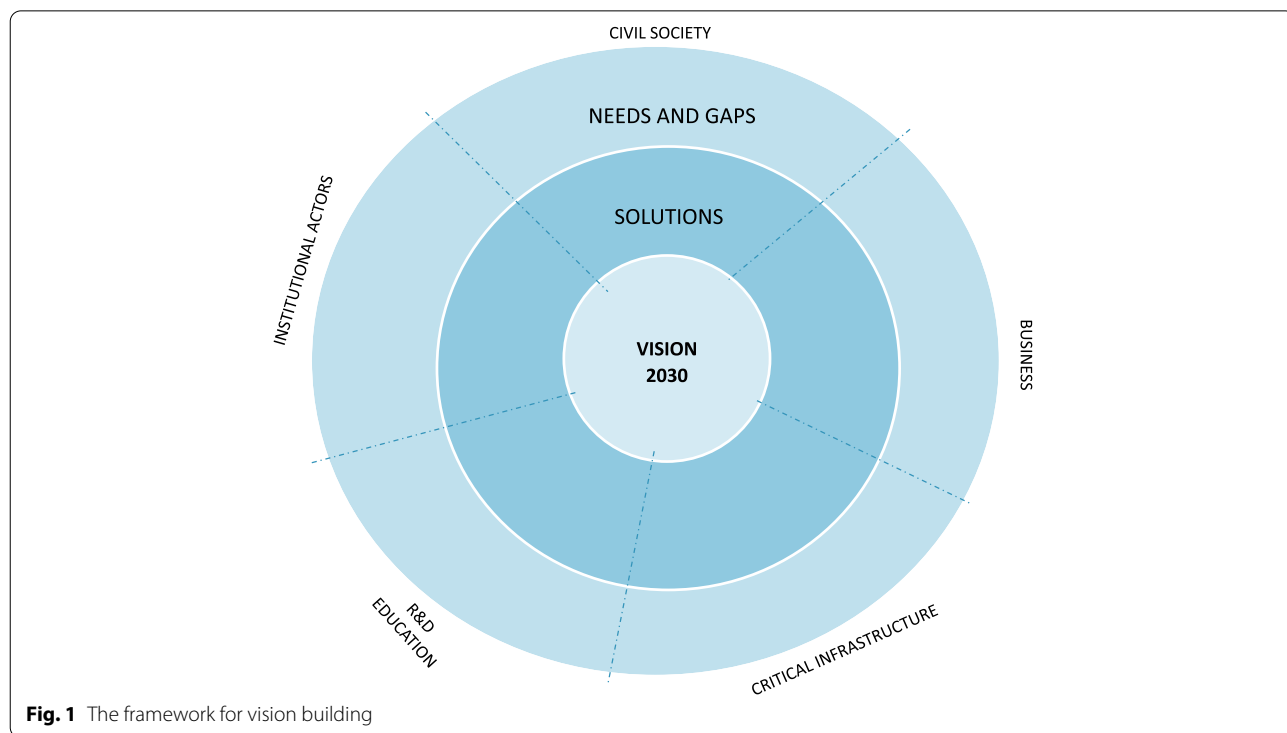 CIVIL SOCIETY
NEEDS AND GAPS
SOLUTIONS
INSTITUTIONAL ACTORS
VISION
2030
BUSINESS
R&D
EDUCATION
CRITICAL INFRASTRUCTURE
Fig. 1 The framework for vision building